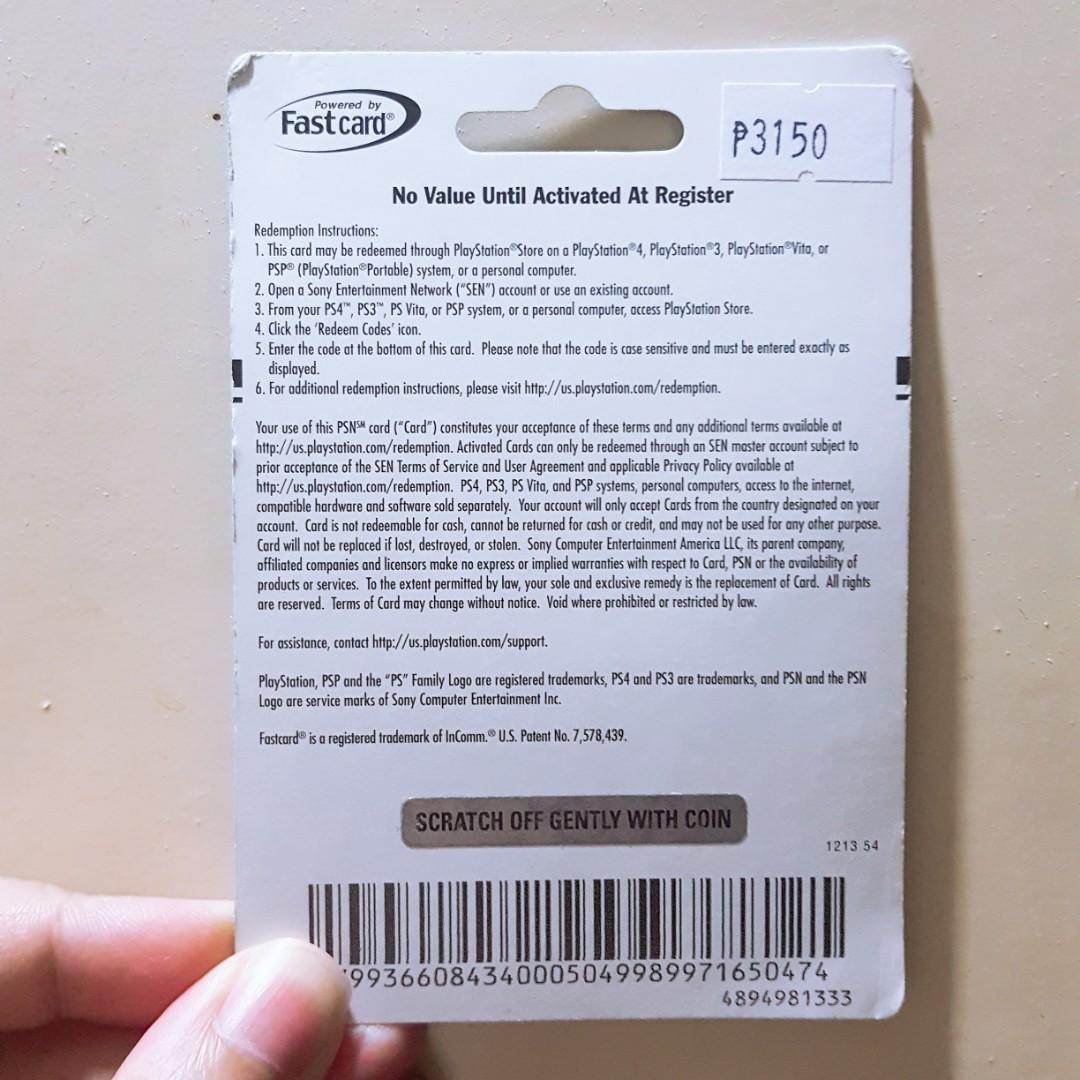 Powered by
Fastcard®
₱3150
No Value Until Activated At Register
Redemption Instructions:
1. This card may be redeemed through PlayStation®Store on a PlayStation®4, PlayStation®3, PlayStation®Vita, or
PSP® (PlayStation®Portable) system, or a personal computer.
2. Open a Sony Entertainment Network (“SEN”) account or use an existing account.
3. From your PS4™, PS3™, PS Vita, or PSP system, or a personal computer, access PlayStation Store.
4. Click the ‘Redeem Codes’ icon.
5. Enter the code at the bottom of this card. Please note that the code is case sensitive and must be entered exactly as
displayed.
6. For additional redemption instructions, please visit http://us.playstation.com/redemption.
Your use of this PSN℠ card (“Card”) constitutes your acceptance of these terms and any additional terms available at
http://us.playstation.com/redemption. Activated Cards can only be redeemed through an SEN master account subject to
prior acceptance of the SEN Terms of Service and User Agreement and applicable Privacy Policy available at
http://us.playstation.com/redemption. PS4, PS3, PS Vita, and PSP systems, personal computers, access to the internet,
compatible hardware and software sold separately. Your account will only accept Cards from the country designated on your
account. Card is not redeemable for cash, cannot be returned for cash or credit, and may not be used for any other purpose.
Card will not be replaced if lost, destroyed, or stolen. Sony Computer Entertainment America LLC, its parent company,
affiliated companies and licensors make no express or implied warranties with respect to Card, PSN or the availability of
products or services. To the extent permitted by law, your sole and exclusive remedy is the replacement of Card. All rights
are reserved. Terms of Card may change without notice. Void where prohibited or restricted by law.
For assistance, contact http://us.playstation.com/support.
PlayStation, PSP and the “PS” Family Logo are registered trademarks, PS4 and PS3 are trademarks, and PSN and the PSN
Logo are service marks of Sony Computer Entertainment Inc.
Fastcard® is a registered trademark of InComm.® U.S. Patent No. 7,578,439.
SCRATCH OFF GENTLY WITH COIN
1213 54
99366084340005049989971650474
4894981333